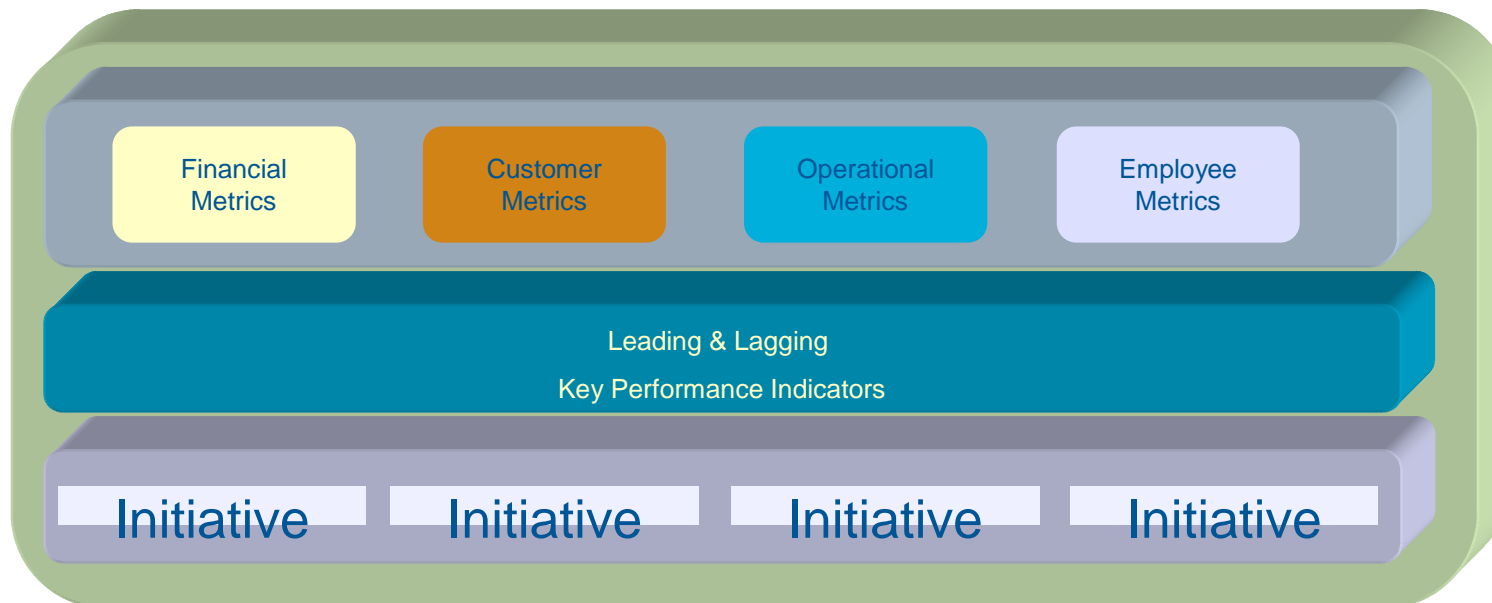 Financial
Metrics
Customer
Metrics
Operational
Metrics
Employee
Metrics
Leading & Lagging
Key Performance Indicators
Initiative
Initiative
Initiative
Initiative